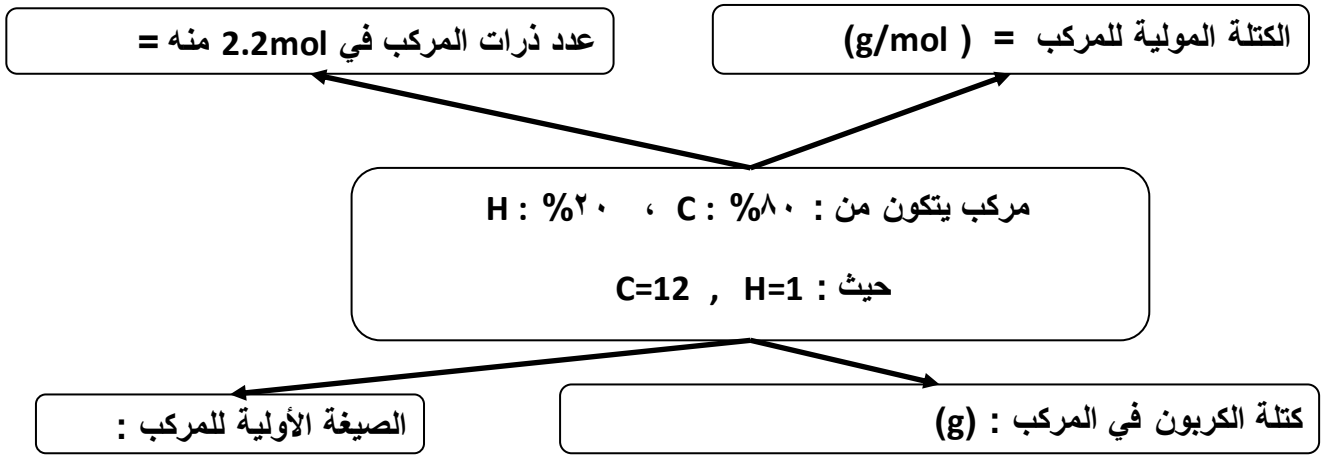 الكتلة المولية للمركب = ( g/mol)
عدد ذرات المركب في 2.2mol منه =
مركب يتكون من : ٨٠% : C ، ٢٠% : H
حيث : C=12 , H=1
كتلة الكربون في المركب : (g)
الصيغة الأولية للمركب :